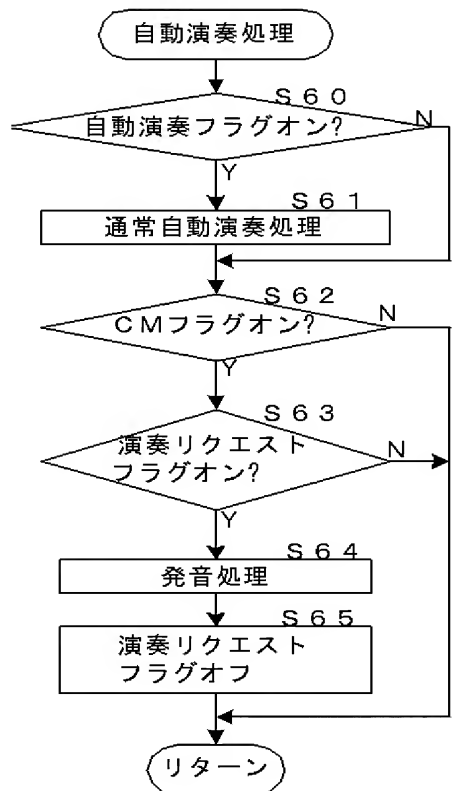 自動演奏処理
S60
自動演奏フラグオン?
N
Y
S61
通常自動演奏処理
S62
CMフラグオン?
N
Y
S63
演奏リクエスト
フラグオン?
N
Y
S64
発音処理
S65
演奏リクエスト
フラグオフ
リターン